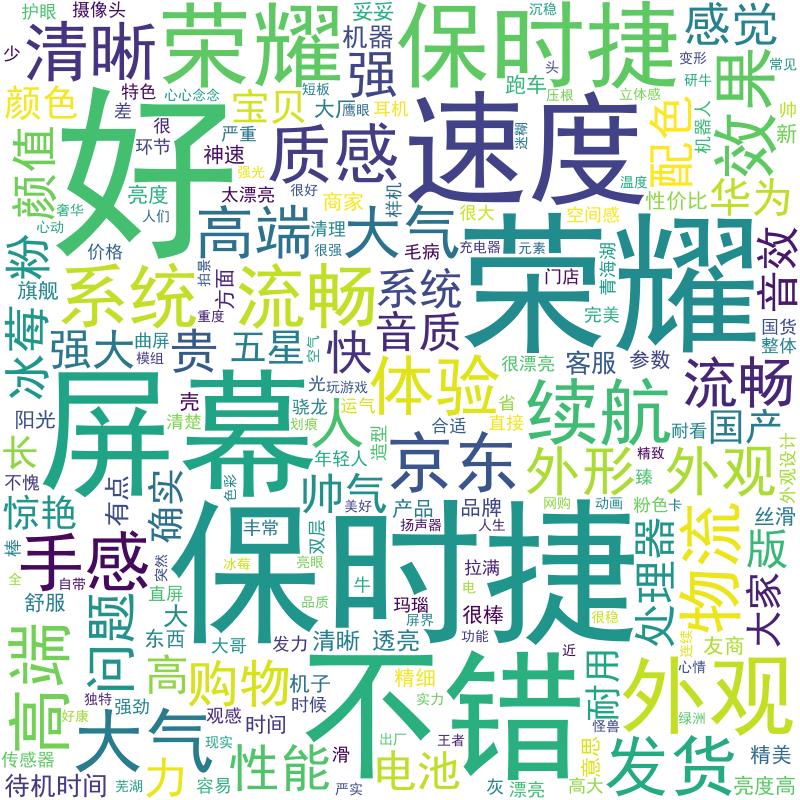 护眼
摄像头
妥妥
沉稳
少
清晰
荣耀
机器
强
保时捷
感觉
变形
头
研牛
常见
颜色
特色
心心念念
短板
跑车
压根
立体感
效果
差
很
宝贝
大
鹰眼
耳机
配色
帅
新
机器人
颜值
好
严重
环节
神速
质感
速度
迷糊
强光
亮度
太漂亮
很好
商家
样机
温度
性价比
华为
奢华
心动
人们
高端
清理
大气
很大
空间感
价格
很强
毛病
充电器
元素
青海湖
荣耀
音效
冰莓粉
旗舰
系统
流畅
拍景
方面
重度
系统
门店
完美
国货
整体
强大
曲屏
模组
贵
五星
空气
快
音质
很漂亮
客服
参数
流畅
光
玩游戏
体验
阳光
屏幕
壳
清楚
骁龙
划痕
运气
人
造型
合适
省
直接
续航
耐看
国产
长
不愧
年轻人
京东
外形
精致
臻
外观
外观设计
惊艳
有点
确实
色彩
帅气
美好
产品
品牌
网购
动画
粉色
卡
丝滑
棒
全
手感
自带
突然
保时捷
丰常
双层
扬声器
人生
处理器
物流
版
冰莓
亮眼
拉满
舒服
直屏
品质
牛
玛瑙
电
很棒
很稳
大家
问题
大
东西
大哥
发力
清晰
透亮
屏界
功能
近
连续
友商
高端
高
购物
机子
精细
不错
耐用
心情
外观
独特
强劲
观感
时间
时候
实力
怪兽
绿洲
好康
大气
现实
滑
出厂
王者
意思
传感器
性能
电池
发货
精美
待机时间
芜湖
力
容易
严实
灰
漂亮
高大
亮度高